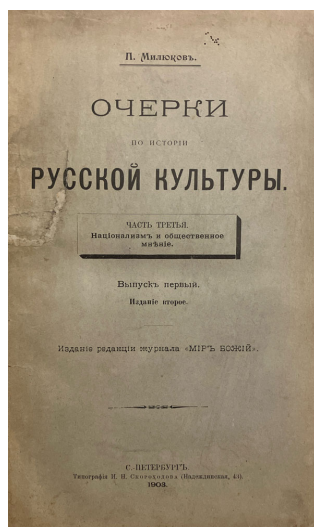 П. Милюковъ.
ОЧЕРКИ
ПО ИСТОРІИ
РУССКОЙ КУЛЬТУРЫ.
ЧАСТЬ ТРЕТЬЯ.
Націонализмъ и общественное
мнѣніе.
Выпускъ первый.
Изданіе второе.
Изданіе редакціи журнала «МІРЪ БОЖІЙ».
С.-ПЕТЕРБУРГЪ.
Типографія И. Н. Скороходова (Надеждинская, 43).
1903.